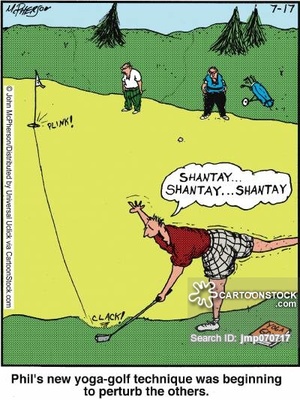 McPHERSON
7-17
© John McPherson/Distributed by Universal Uclick via CartoonStock.com
PLINK!
SHANTAY...
SHANTAY...SHANTAY
CLACK!
CARTOONSTOCK
.com
Search ID: jmp070717
Phil's new yoga-golf technique was beginning
to perturb the others.